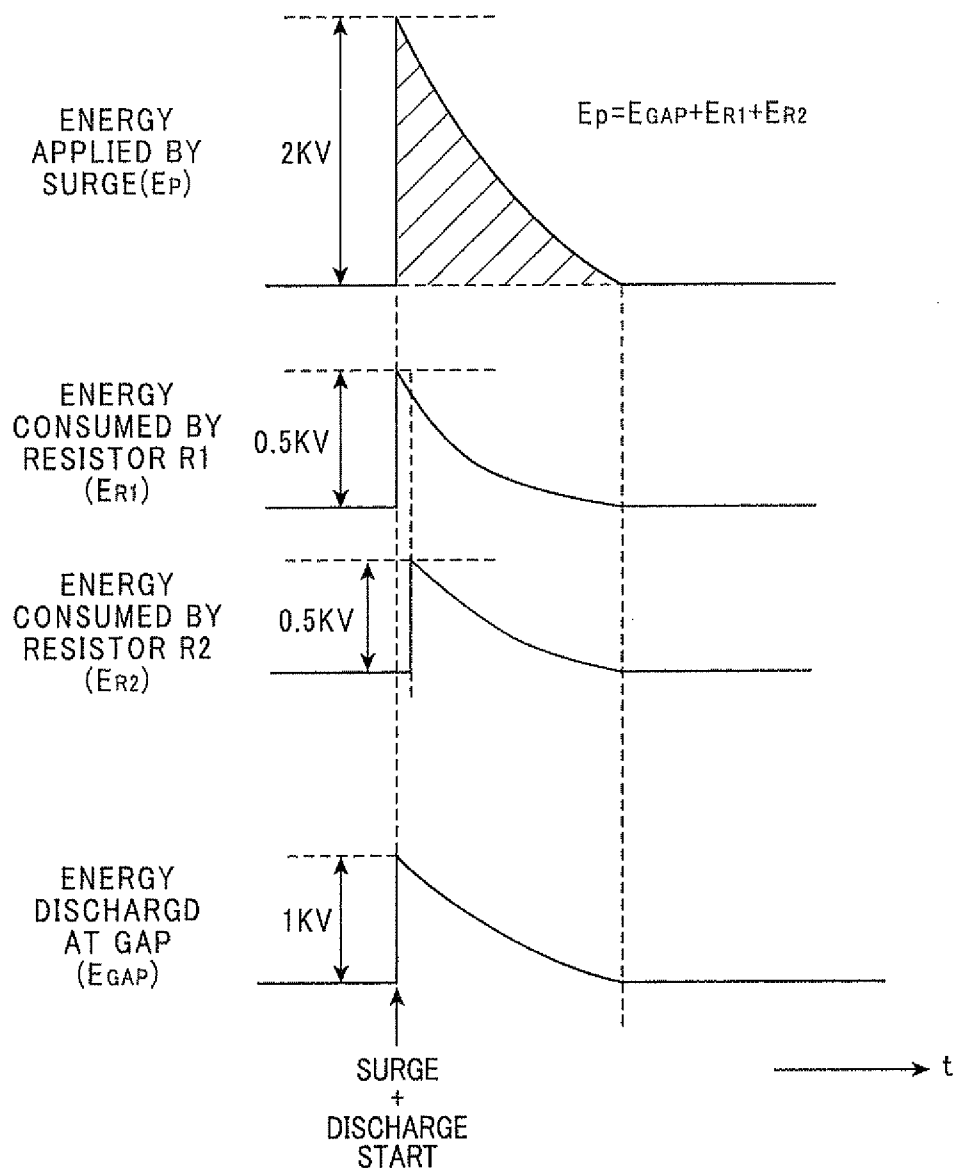 ENERGY
APPLIED BY
SURGE(EP)
2KV
Ep=EGAP+ER1+ER2
ENERGY
CONSUMED BY
RESISTOR R1
(ER1)
0.5KV
ENERGY
CONSUMED BY
RESISTOR R2
(ER2)
0.5KV
ENERGY
DISCHARGD
AT GAP
(EGAP)
1KV
SURGE
+
DISCHARGE
START
t